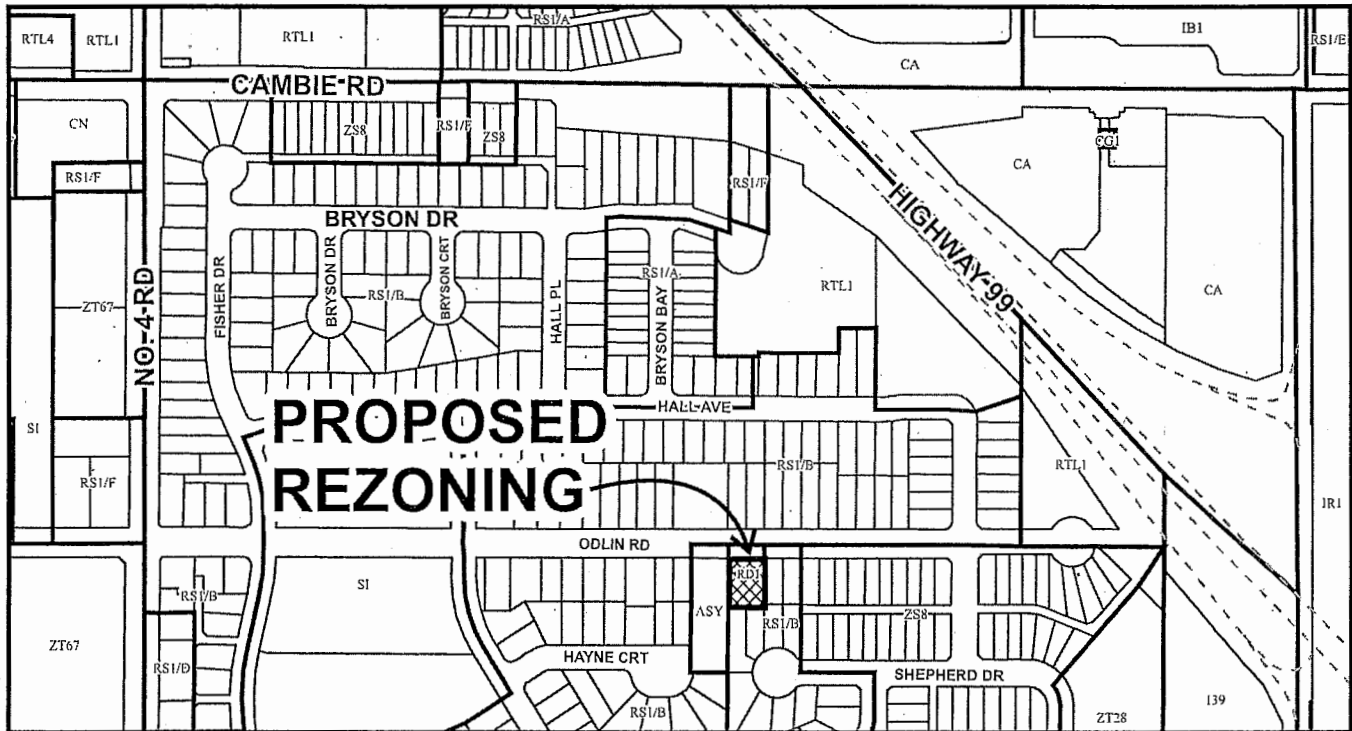 RS1/A
RTL4
RTL1
RTL1
IB1
RS1/E
CA
CAMBIE RD
CN
ZS8
RS1/F
ZS8
CG1
CA
RS1/F
RS1/F
BRYSON DR
HIGHWAY 99
NO. 4 RD
FISHER DR
BRYSON DR
RS1/B
BRYSON CRT
HALL PL
RS1/A
BRYSON BAY
RTL1
CA
ZT67
HALL AVE
PROPOSED
REZONING
SI
RS1/F
RS1/B
RTL1
IR1
ODLIN RD
RD1
SI
RS1/B
ASY
RS1/B
ZS8
ZT67
RS1/D
HAYNE CRT
SHEPHERD DR
RS1/B
ZT28
139